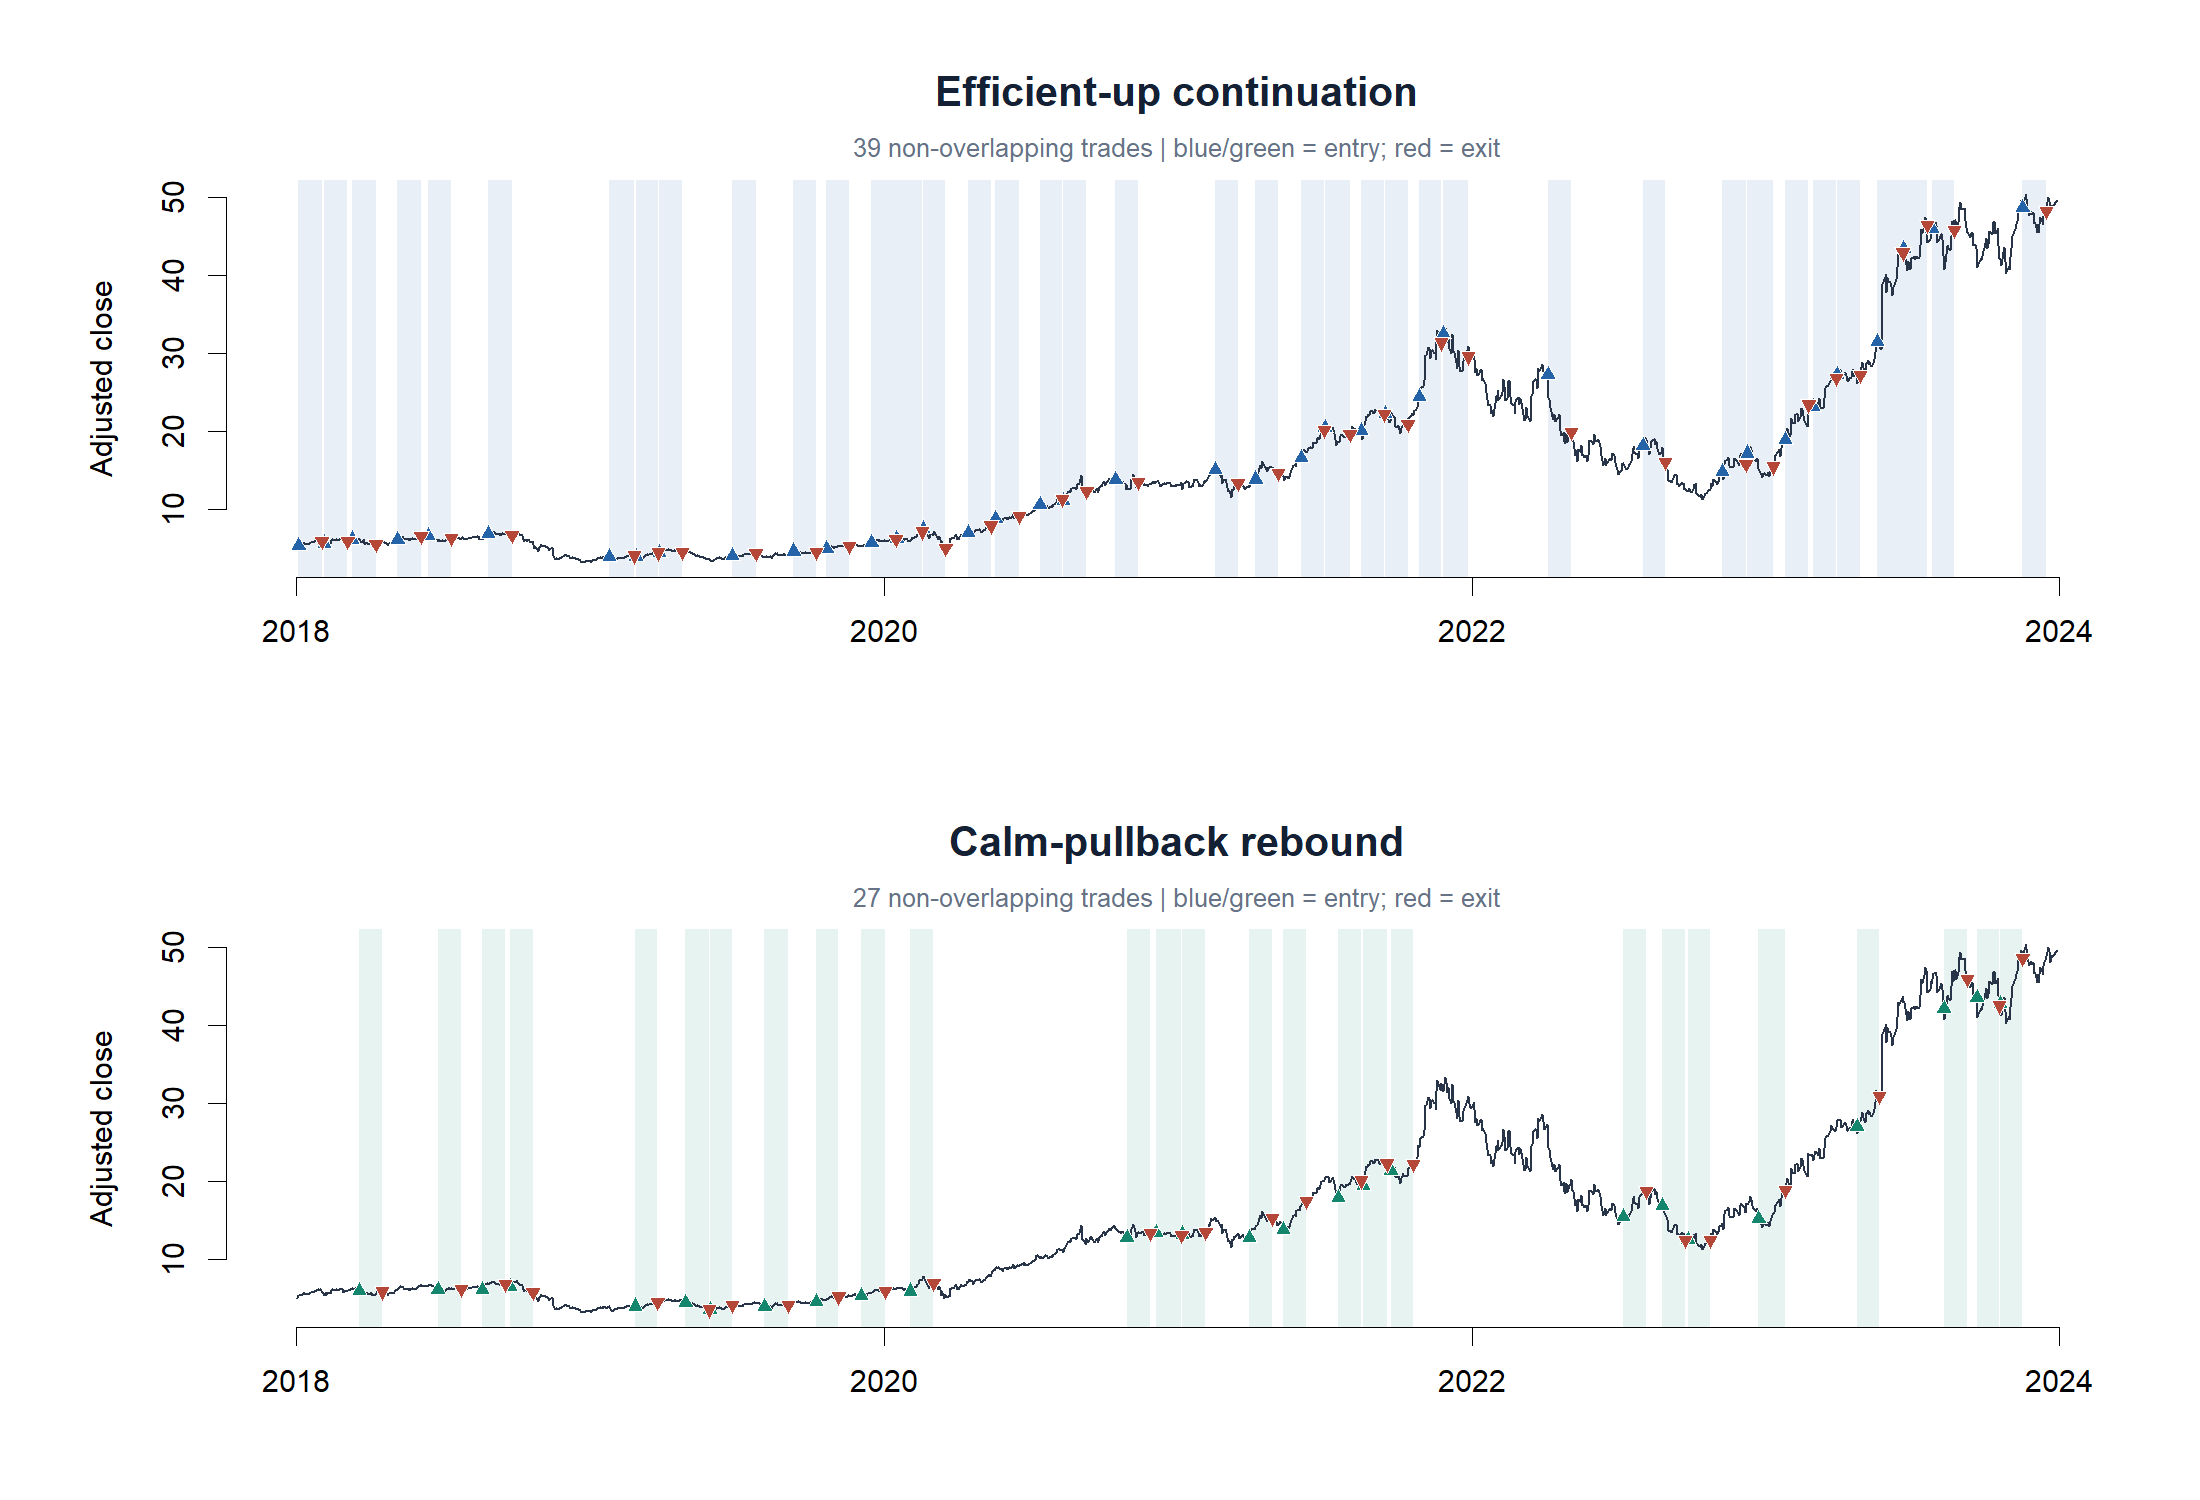 Efficient-up continuation
39 non-overlapping trades | blue/green = entry; red = exit
Adjusted close
50
40
30
20
10
2018 2020 2022 2024
Calm-pullback rebound
27 non-overlapping trades | blue/green = entry; red = exit
Adjusted close
50
40
30
20
10
2018 2020 2022 2024